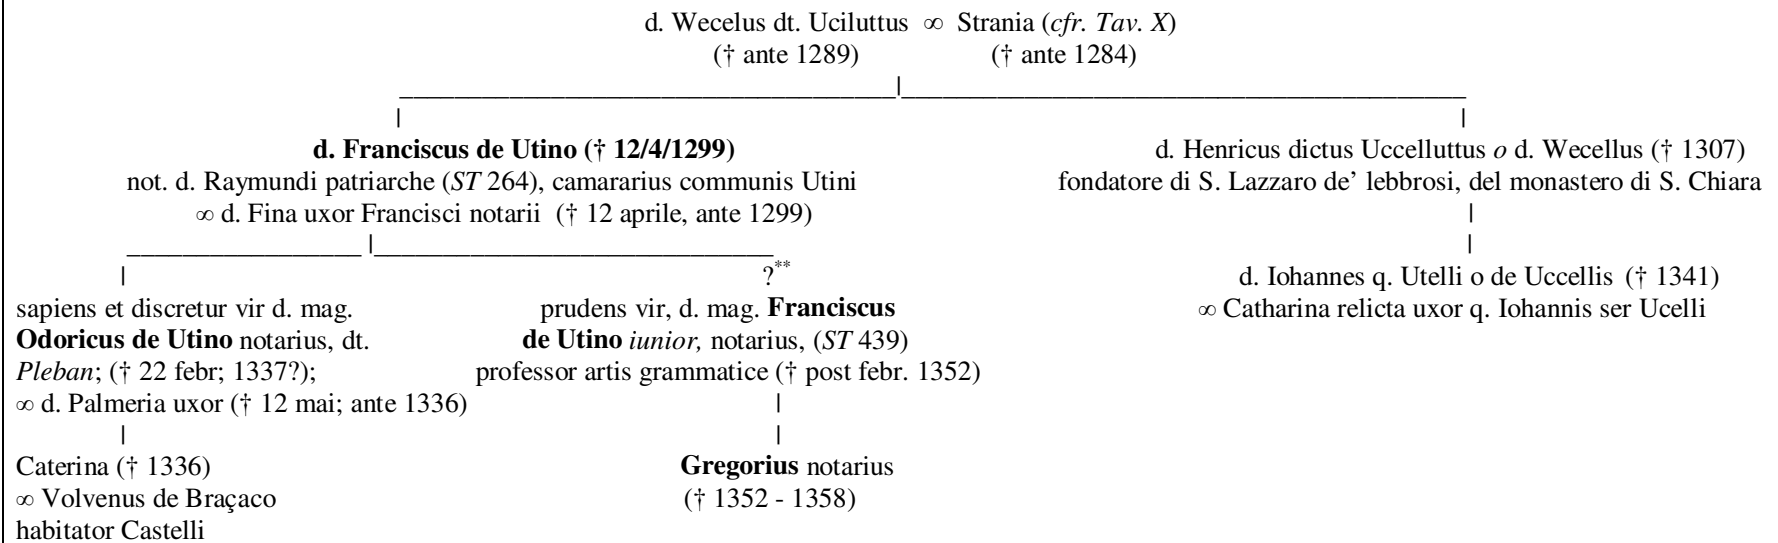 d. Wecelus dt. Uciluttus ∞ Strania (cfr. Tav. X)
(† ante 1289) († ante 1284)
d. Franciscus de Utino († 12/4/1299)
d. Henricus dictus Uccelluttus o d. Wecellus († 1307)
not. d. Raymundi patriarche (ST 264), camararius communis Utini
fondatore di S. Lazzaro de’ lebbrosi, del monastero di S. Chiara
∞ d. Fina uxor Francisci notarii († 12 aprile, ante 1299)
?**
d. Iohannes q. Utelli o de Uccellis († 1341)
∞ Catharina relicta uxor q. Iohannis ser Ucelli
sapiens et discretur vir d. mag.
Odoricus de Utino notarius, dt.
Pleban; († 22 febr; 1337?);
∞ d. Palmeria uxor († 12 mai; ante 1336)
prudens vir, d. mag. Franciscus
de Utino iunior, notarius, (ST 439)
professor artis grammatice († post febr. 1352)
Caterina († 1336)
∞ Volvenus de Braçaco
habitator Castelli
Gregorius notarius
(† 1352 - 1358)